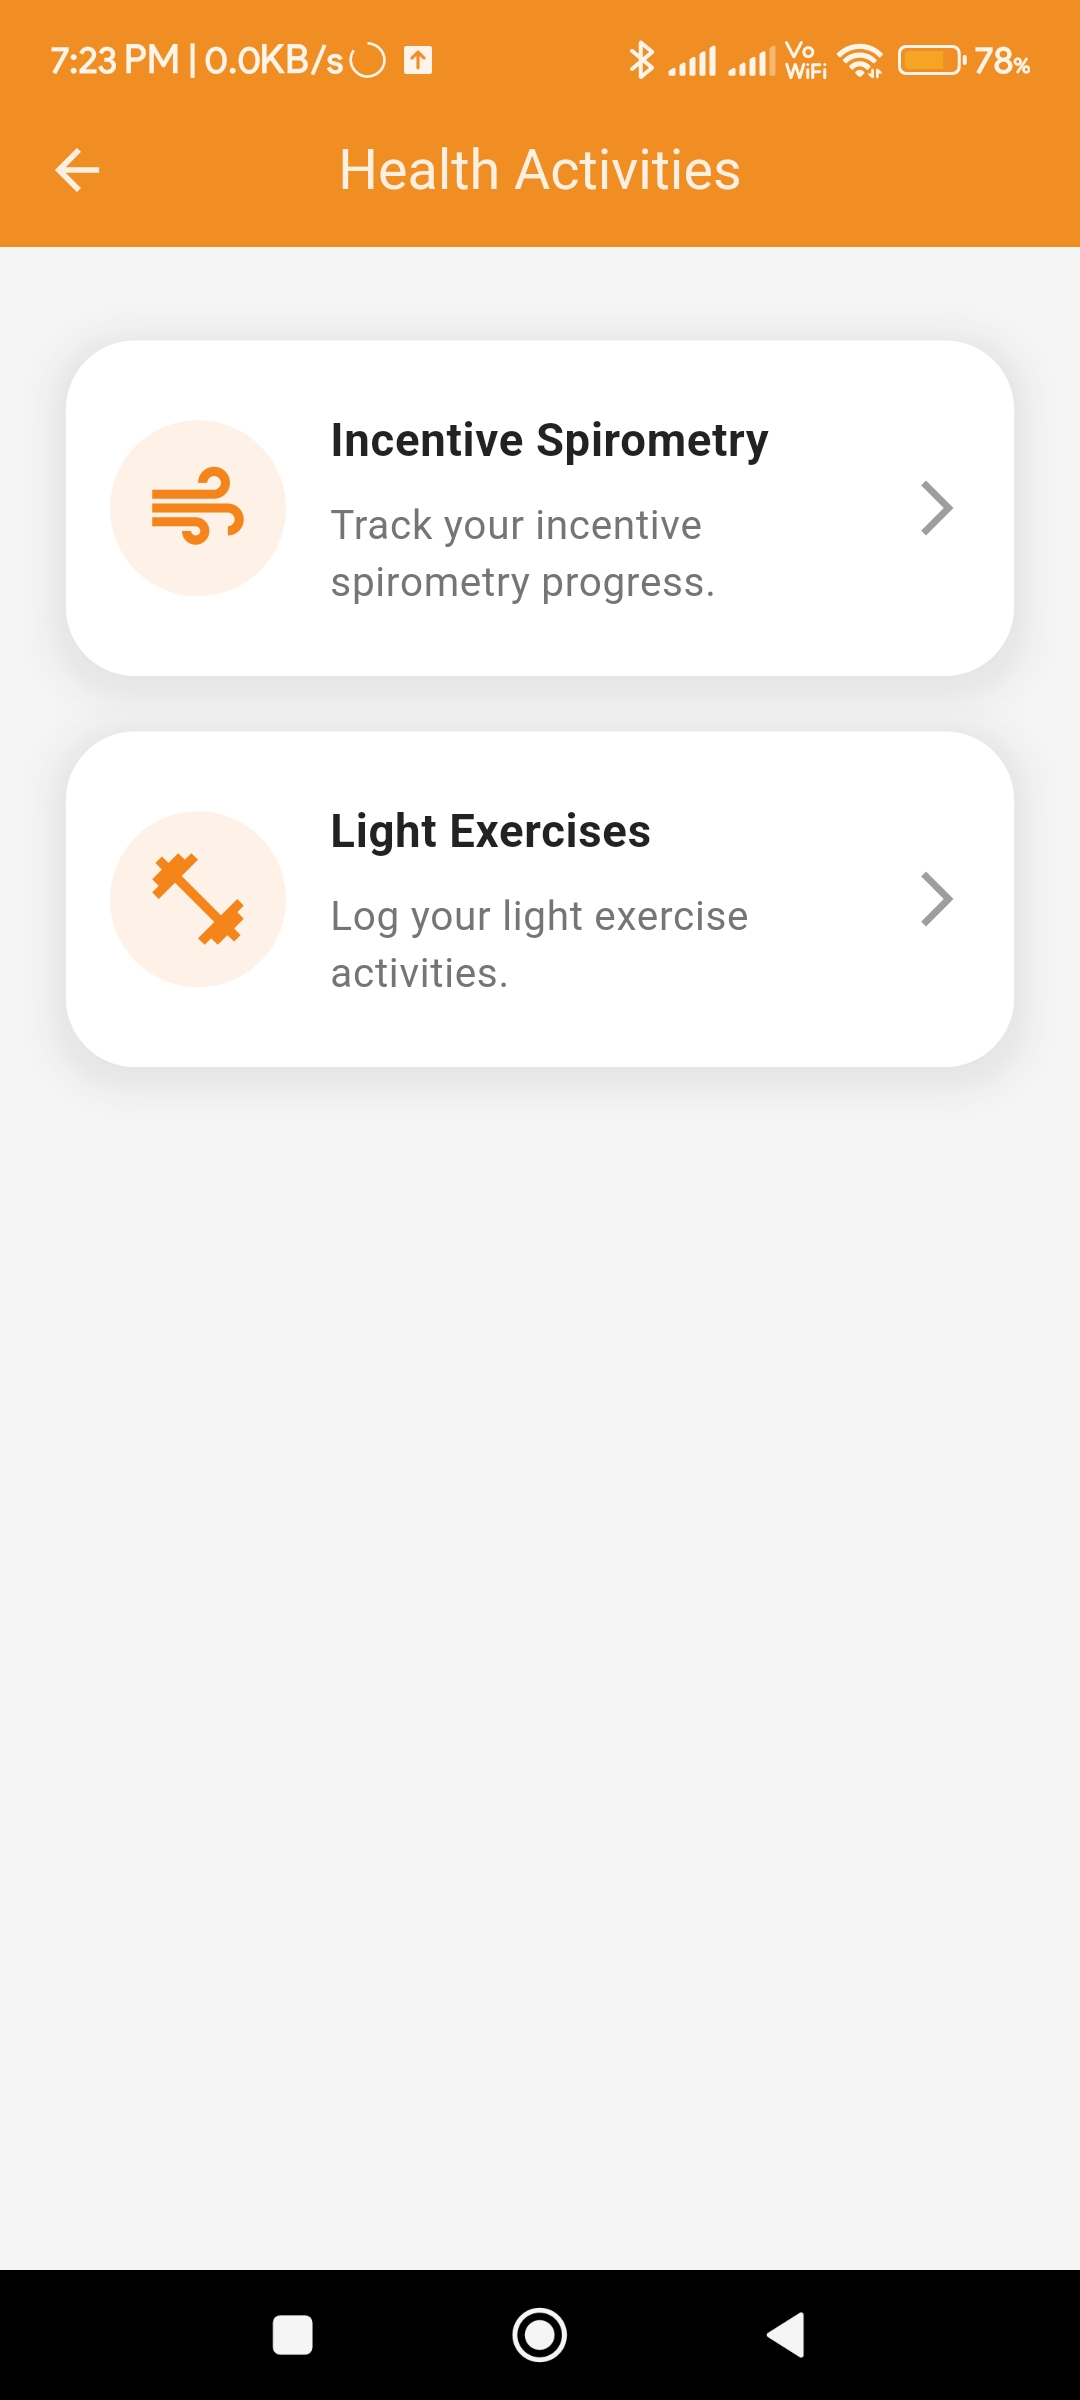 7:23 PM | 0.0KB/s Vo WiFi 78%
Health Activities
Incentive Spirometry
Track your incentive
spirometry progress.
Light Exercises
Log your light exercise
activities.